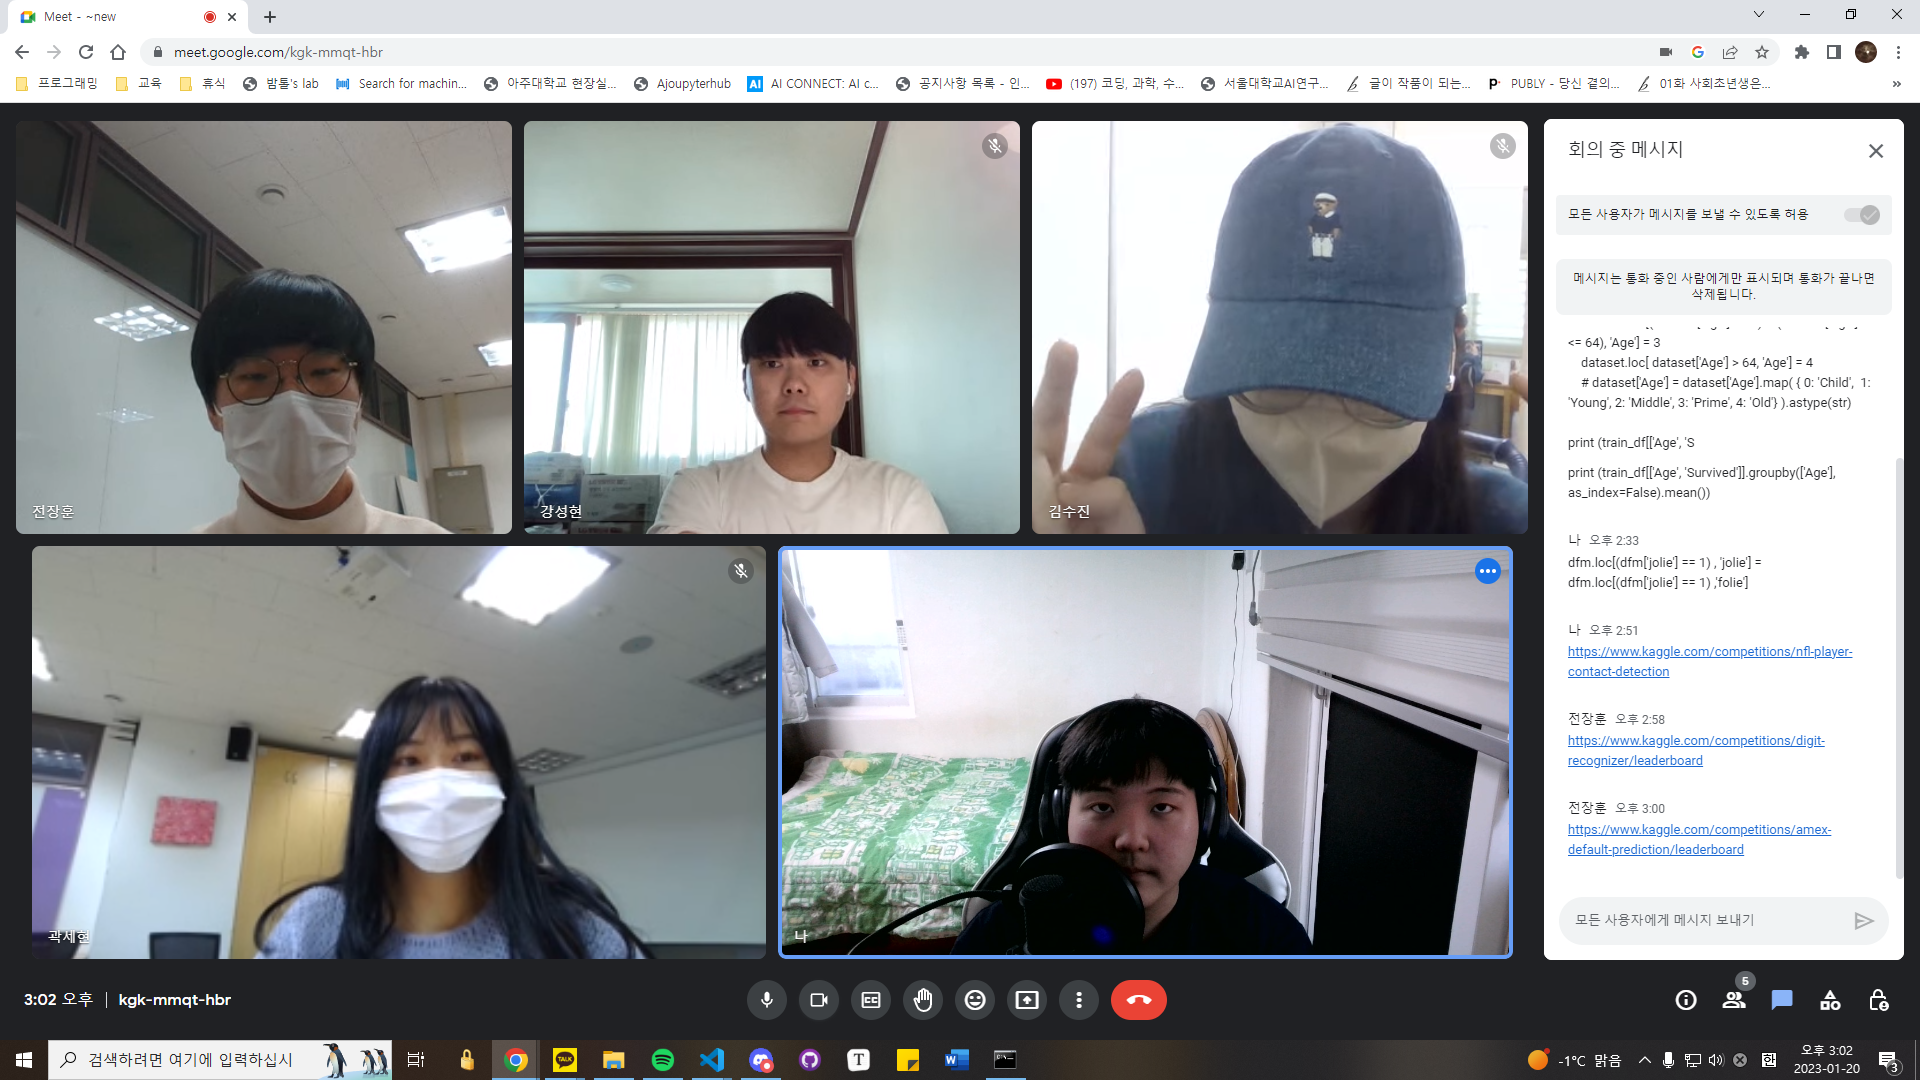 Meet - ~new
meet.google.com/kgk-mmqt-hbr
프로그래밍
교육
휴식
밤톨's lab
Search for machin...
아주대학교 현장실...
Ajoupyterhub
AI CONNECT: AI c...
공지사항 목록 - 인...
(197) 코딩, 과학, 수...
서울대학교AI연구...
글이 작품이 되는...
PUBLY - 당신 곁의...
01화 사회초년생은...
»
전장훈
강성현
김수진
곽세현
나
회의 중 메시지
모든 사용자가 메시지를 보낼 수 있도록 허용
메시지는 통화 중인 사람에게만 표시되며 통화가 끝나면
삭제됩니다.
<= 64), 'Age'] = 3
dataset.loc[ dataset['Age'] > 64, 'Age'] = 4
# dataset['Age'] = dataset['Age'].map( { 0: 'Child', 1:
'Young', 2: 'Middle', 3: 'Prime', 4: 'Old'} ).astype(str)
print (train_df[['Age', 'S
print (train_df[['Age', 'Survived']].groupby(['Age'],
as_index=False).mean())
나 오후 2:33
dfm.loc[(dfm['jolie'] == 1) , 'jolie'] =
dfm.loc[(dfm['jolie'] == 1) ,'folie']
나 오후 2:51
https://www.kaggle.com/competitions/nfl-player-
contact-detection
전장훈 오후 2:58
https://www.kaggle.com/competitions/digit-
recognizer/leaderboard
전장훈 오후 3:00
https://www.kaggle.com/competitions/amex-
default-prediction/leaderboard
모든 사용자에게 메시지 보내기
3:02 오후 | kgk-mmqt-hbr
5
검색하려면 여기에 입력하십시
TALK
T
W
-1°C 맑음
한
오후 3:02
2023-01-20
3